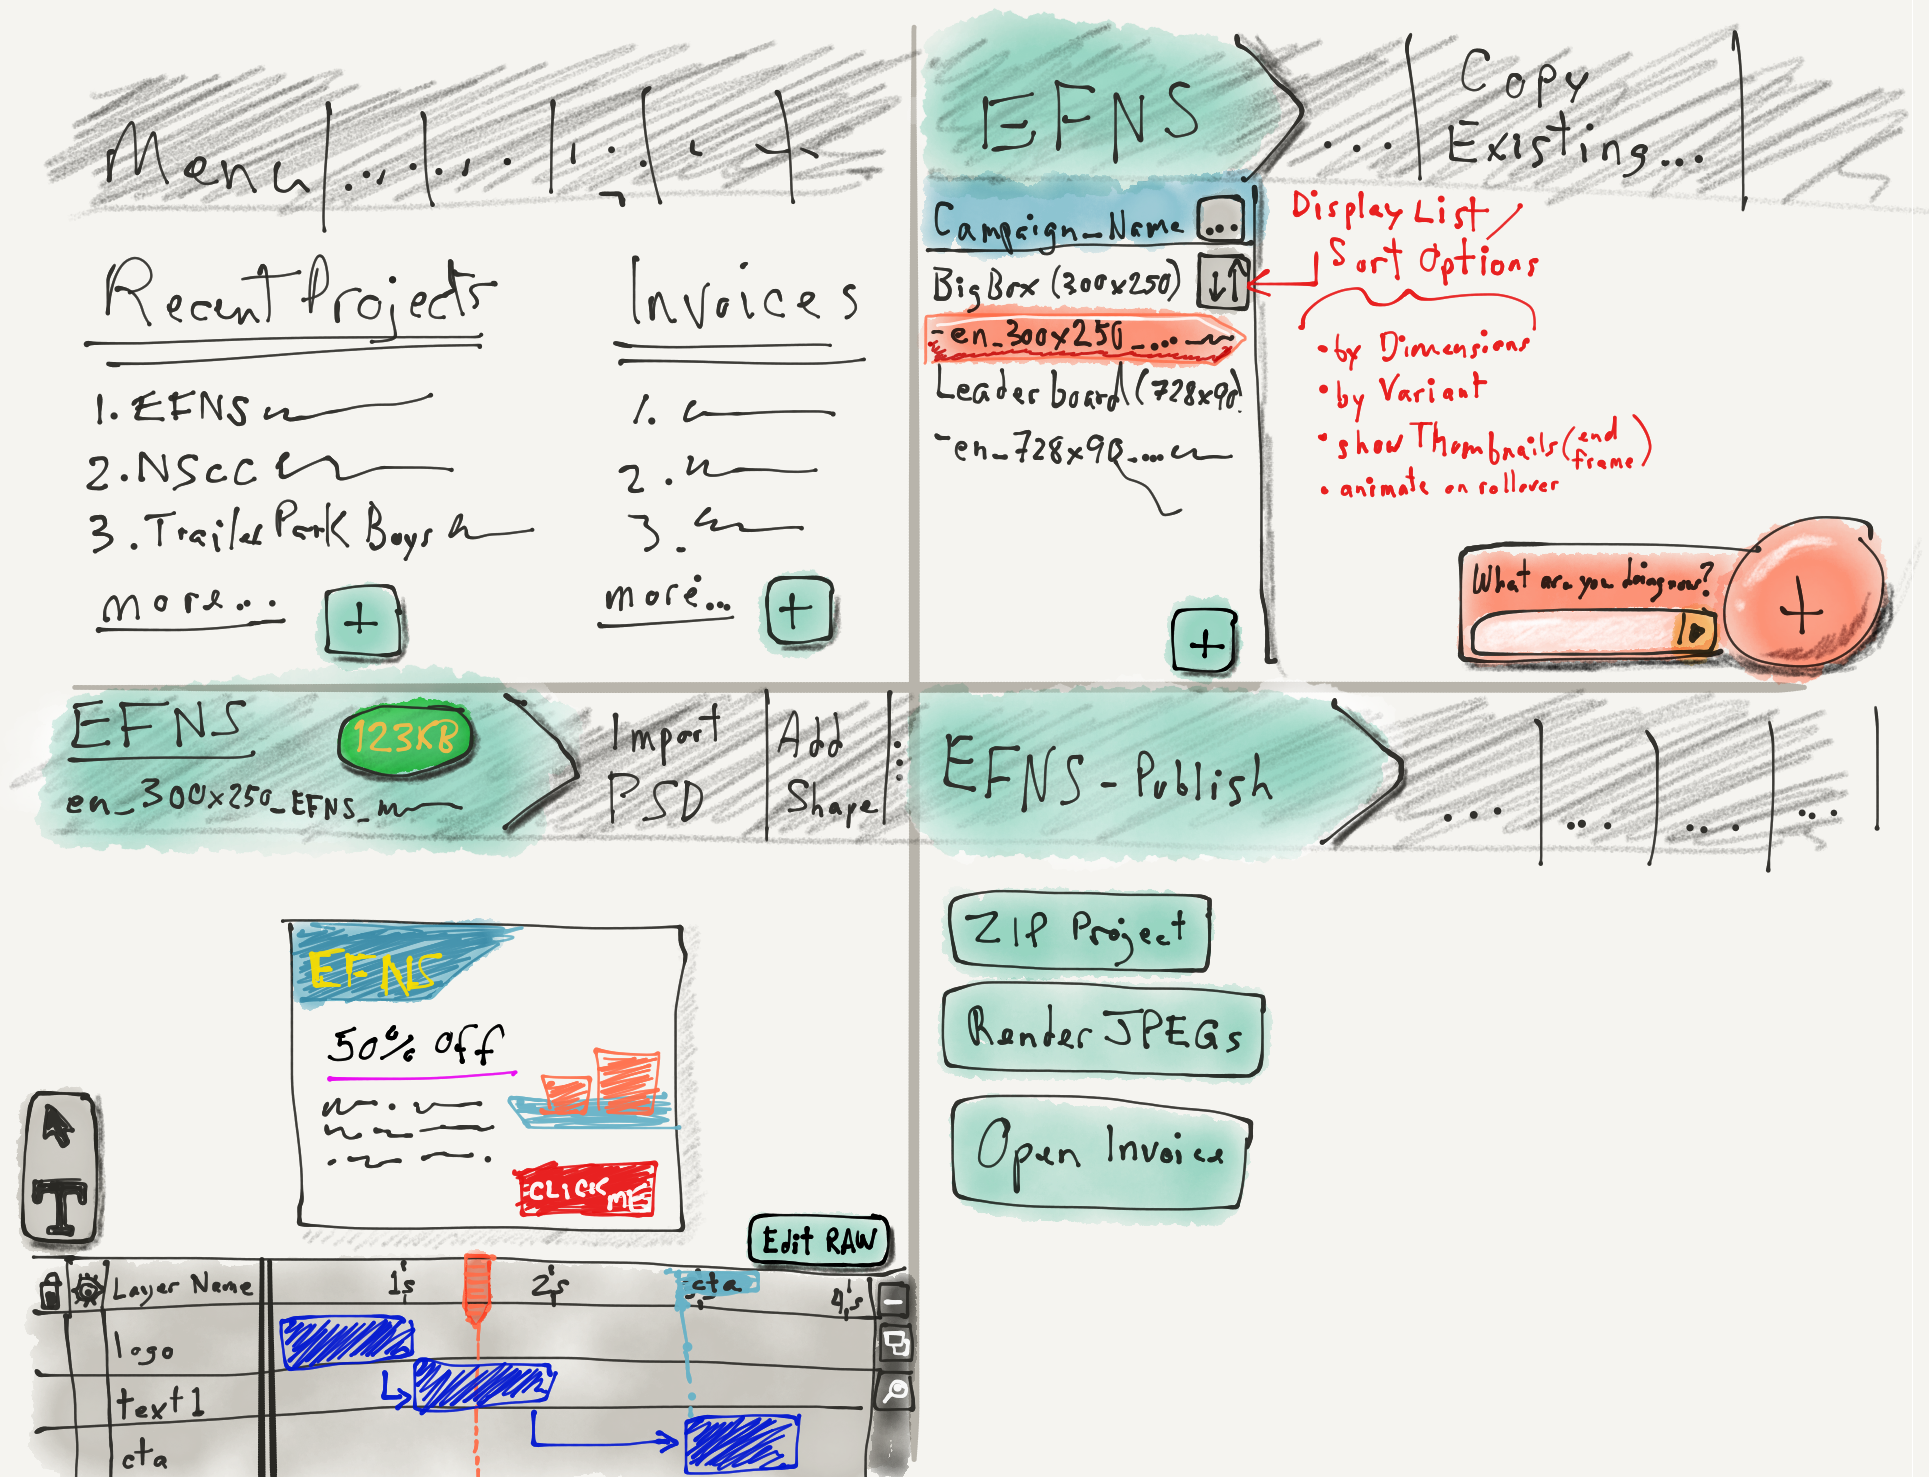 Menu
Recent Projects
1. EFNS
2. NSCC
3. Trailer Park Boys
more...
+
Invoices
1.
2.
3.
more...
+
EFNS
...
Copy
Existing...
Campaign_Name ...
BigBox (300x250)
-en_300x250_...
Leaderboard (728x90)
-en_728x90_...
+
Display List
Sort Options
• by Dimensions
• by Variant
• show Thombnails (end frame)
• animate on rollover
What are you doing now?
+
EFNS
123KB
en_300x250_EFNS_
Import
PSD
Add
Shape
EFNS
50% off
CLICK ME
T
Edit RAW
Layer Name
1s
2s
cta
4s
logo
text1
cta
EFNS - Publish
... ... ... ...
ZIP Project
Render JPEGs
Open Invoice